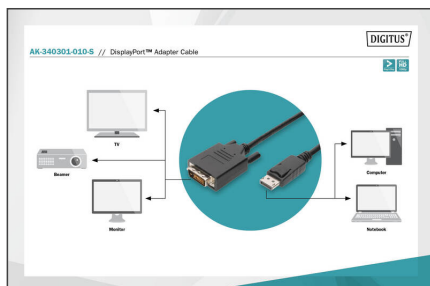 DIGITUS®
AK-340301-010-S // DisplayPort™ Adapter Cable
HD
TV
Beamer
Monitor
Computer
Notebook